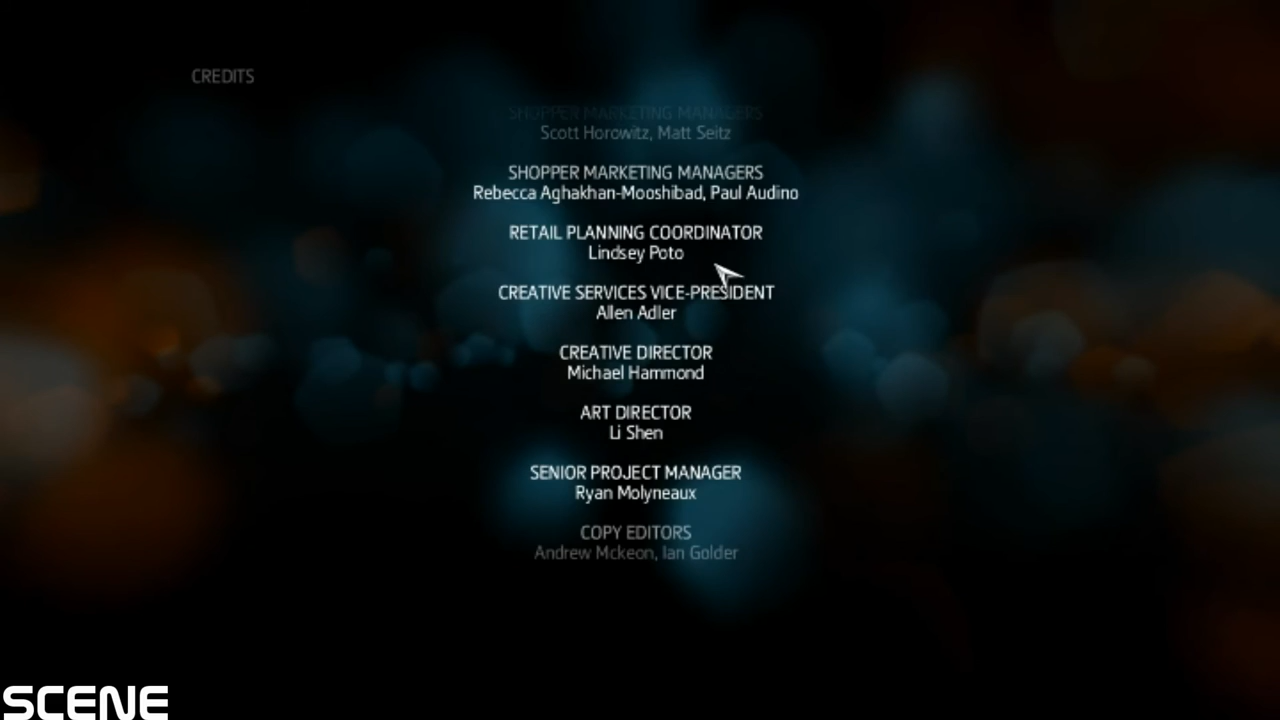 CREDITS
SHOPPER MARKETING MANAGERS
Scott Horowitz, Matt Seitz
SHOPPER MARKETING MANAGERS
Rebecca Aghakhan-Mooshibad, Paul Audino
RETAIL PLANNING COORDINATOR
Lindsey Poto
CREATIVE SERVICES VICE-PRESIDENT
Allen Adler
CREATIVE DIRECTOR
Michael Hammond
ART DIRECTOR
Li Shen
SENIOR PROJECT MANAGER
Ryan Molyneaux
COPY EDITORS
Andrew Mckeon, Ian Golder
SCENE